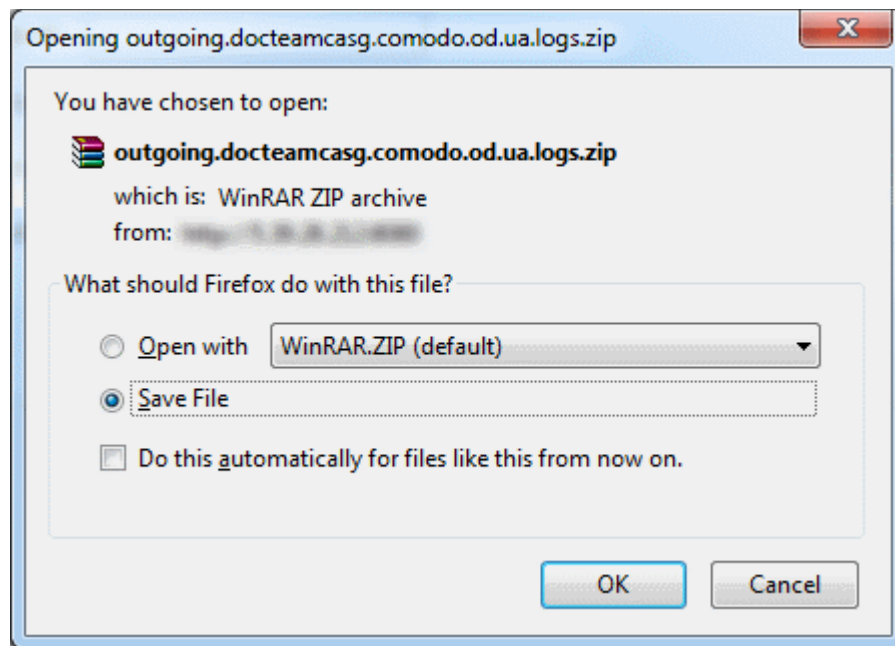 Opening outgoing.docteamcasg.comodo.od.ua.logs.zip
You have chosen to open:
outgoing.docteamcasg.comodo.od.ua.logs.zip
which is: WinRAR ZIP archive
from:
What should Firefox do with this file?
Open with WinRAR.ZIP (default)
Save File
Do this automatically for files like this from now on.
OK Cancel